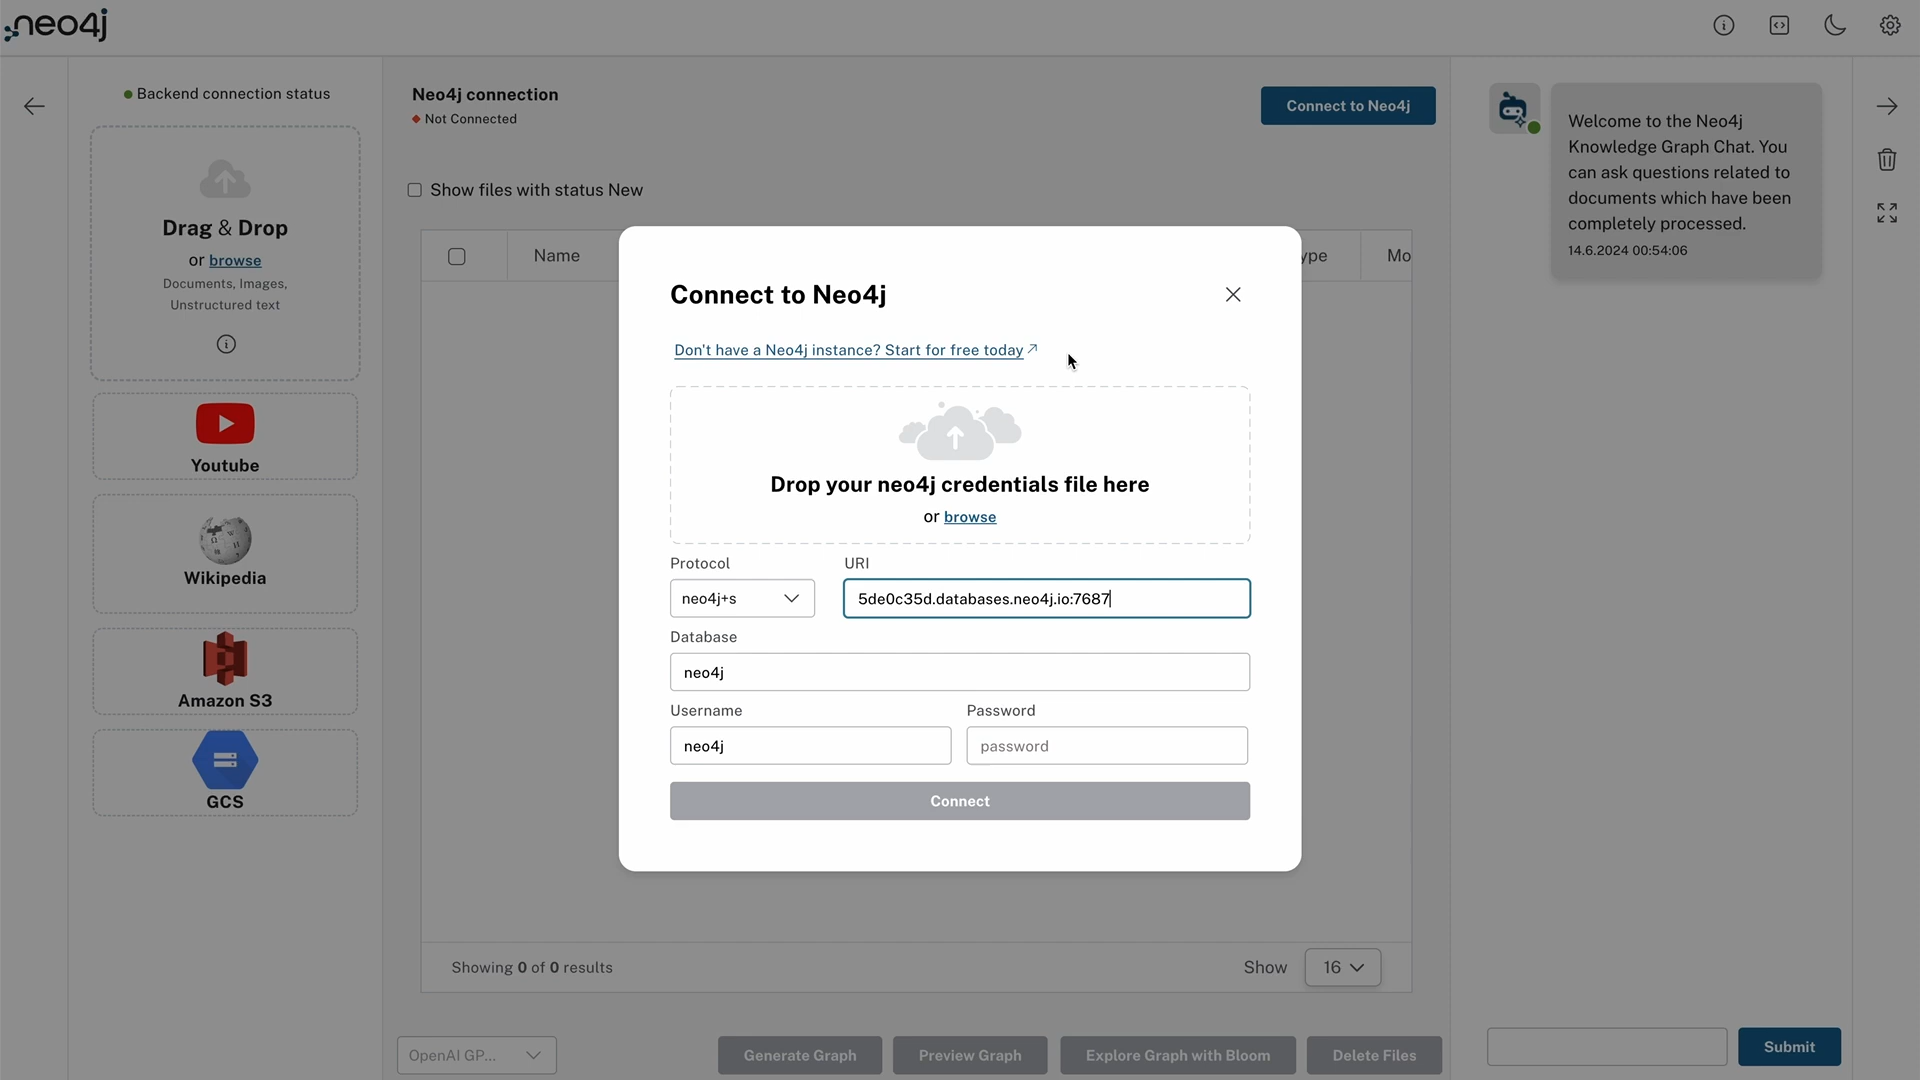 neo4j
Backend connection status
Drag & Drop
or browse
Documents, Images,
Unstructured text
Youtube
Wikipedia
Amazon S3
GCS
Neo4j connection
Not Connected
Connect to Neo4j
Show files with status New
Name
ype
Mo
Connect to Neo4j
Don't have a Neo4j instance? Start for free today
Drop your neo4j credentials file here
or browse
Protocol
URI
neo4j+s
5de0c35d.databases.neo4j.io:7687
Database
neo4j
Username
Password
neo4j
password
Connect
Showing 0 of 0 results
Show
16
OpenAI GP...
Generate Graph
Preview Graph
Explore Graph with Bloom
Delete Files
Welcome to the Neo4j
Knowledge Graph Chat. You
can ask questions related to
documents which have been
completely processed.
14.6.2024 00:54:06
Submit